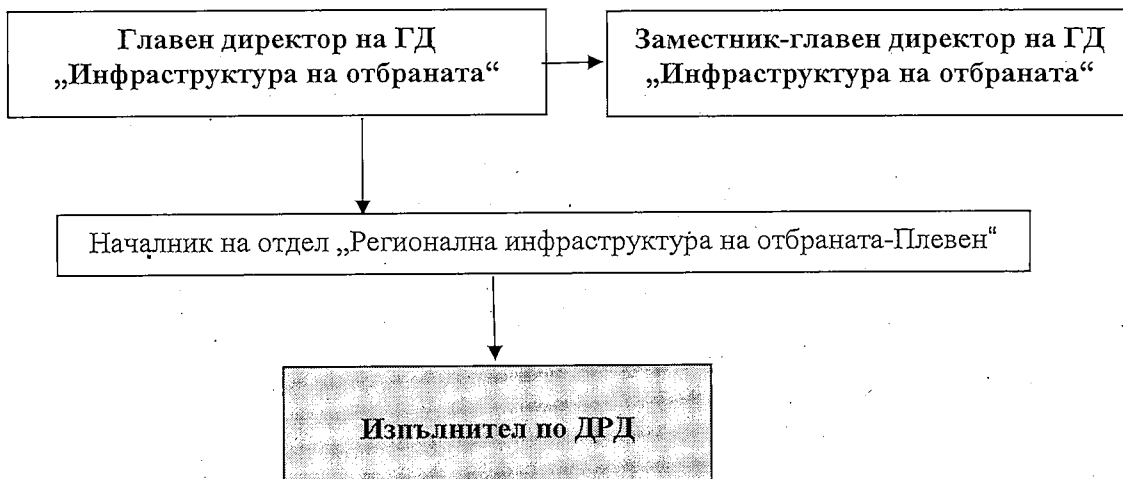 Главен директор на ГД
„Инфраструктура на отбраната“
Заместник-главен директор на ГД
„Инфраструктура на отбраната“
Началник на отдел „Регионална инфраструктура на отбраната-Плевен“
Изпълнител по ДРД